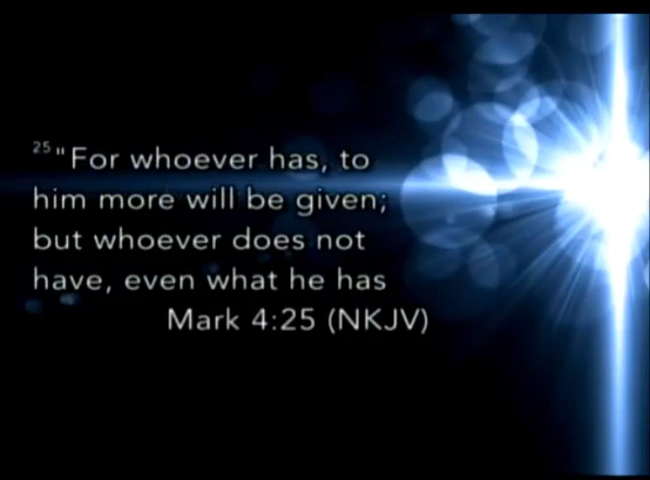 25 "For whoever has, to
him more will be given;
but whoever does not
have, even what he has
Mark 4:25 (NKJV)